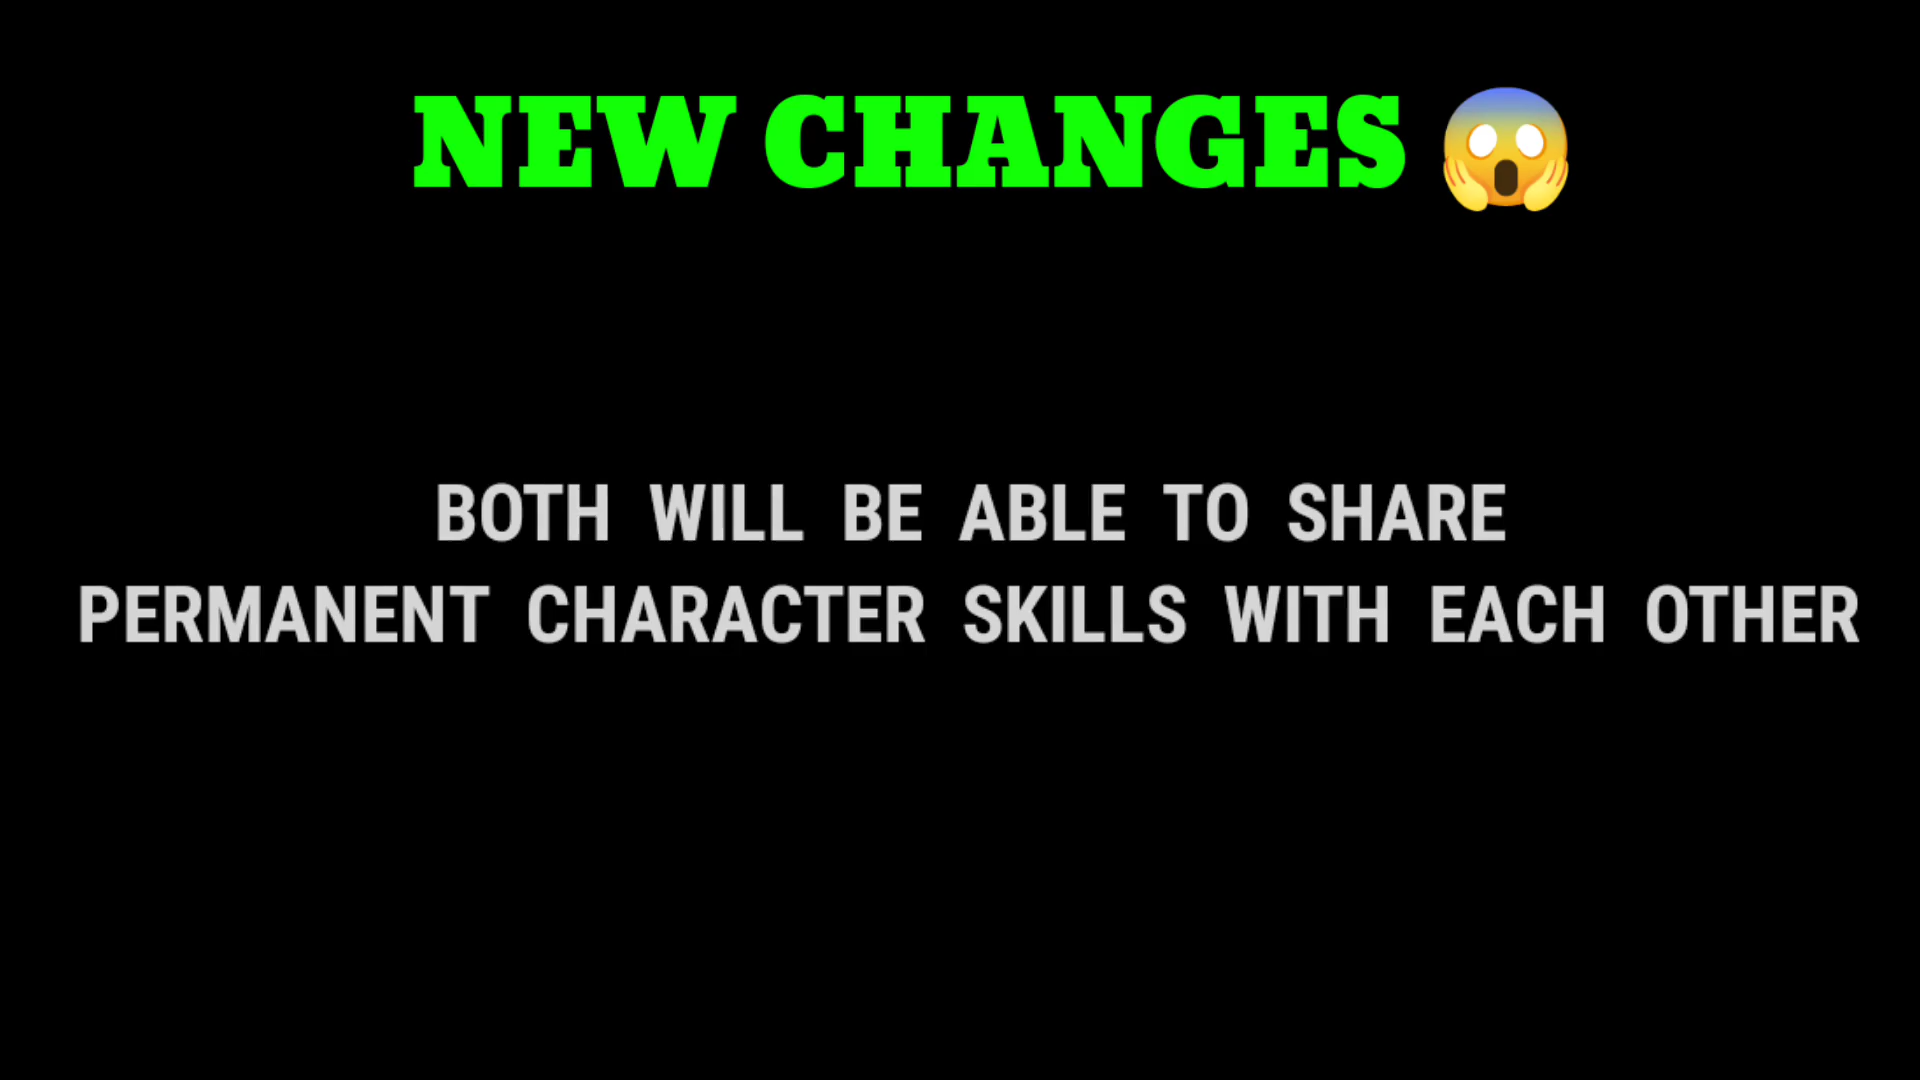 NEW CHANGES 😱
BOTH WILL BE ABLE TO SHARE
PERMANENT CHARACTER SKILLS WITH EACH OTHER